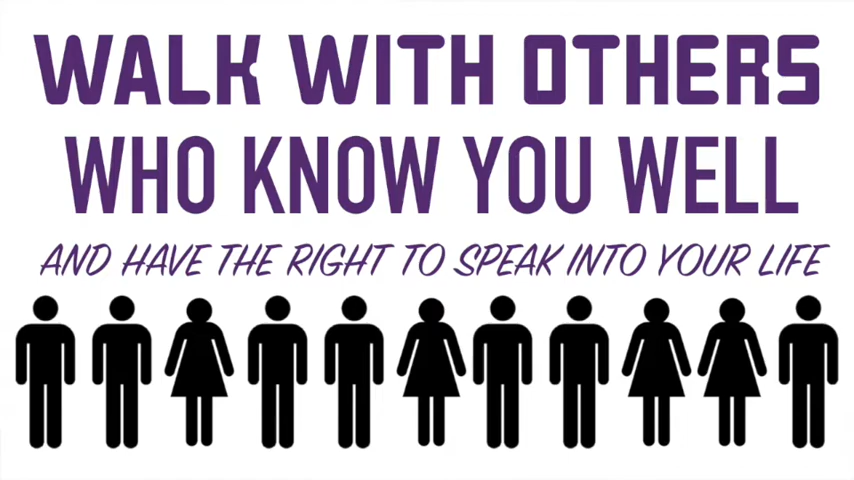 WALK WITH OTHERS
WHO KNOW YOU WELL
AND HAVE THE RIGHT TO SPEAK INTO YOUR LIFE